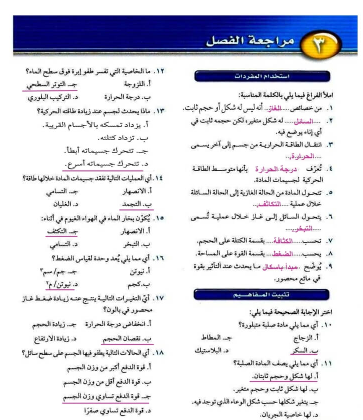 ٣ مراجعة الفصل
استخدام المفردات
املأ الفراغ فيما يلي بالكلمة المناسبة:
١. من خصائص ....الغاز.... أنه ليس له شكل أو حجم ثابت.
٢. ....السائل.... له شكل متغير، لكن حجمه ثابت في أي إناء يوضع فيه.
٣. انتقال الطاقة الحرارية من جسم إلى آخر يسمى ....الحرارة....
٤. تُعرّف درجة الحرارة بأنها متوسط الطاقة الحركية لجسيمات المادة.
٥. تتحول المادة من الحالة الغازية إلى الحالة السائلة خلال عملية ....التكاثف....
٦. يتحول السائل إلى غاز خلال عملية تُسمى ....التبخر....
٧. تحسب ....الكثافة.... بقسمة الكتلة على الحجم.
٨. يحسب ....الضغط.... بقسمة القوة على المساحة.
٩. يُوضح مبدأ باسكال ما يحدث عند التأثير بقوة في مائع محصور.
تثبيت المفاهيم
اختر الإجابة الصحيحة فيما يلي:
١٠. أي مما يلي مادة صلبة متبلورة؟
أ. الزجاج جـ. المطاط
ب. السكر د. البلاستيك
١١. أي مما يلي يصف المادة الصلبة؟
أ. لها شكل وحجم ثابتان.
ب. لها شكل ثابت وحجم متغير.
جـ. يتغير شكلها حسب شكل الوعاء الذي توجد فيه.
د. لها خاصية الجريان.
١٢. ما الخاصية التي تفسر طفو إبرة فوق سطح الماء؟
أ. اللزوجة جـ. التوتر السطحي
ب. درجة الحرارة د. التركيب البلوري
١٣. ماذا يحدث لجسم عند زيادة طاقته الحركية؟
أ. يزداد تمسكه بالأجسام القريبة.
ب. تزداد كتلته.
جـ. تتحرك جسيماته أبطأ.
د. تتحرك جسيماته أسرع.
١٤. أي العمليات التالية تفقد جسيمات المادة خلالها طاقة؟
أ. الانصهار جـ. التسامي
ب. التجمد د. الغليان
١٥. يُكوّن بخار الماء في الهواء الغيوم في أثناء:
أ. الانصهار جـ. التكثف
ب. التبخر د. التسامي
١٦. أي مما يلي يُعد وحدة لقياس الضغط؟
أ. نيوتن جـ. جم/سم٣
ب. كجم د. نيوتن/م٢
١٧. أيّ التغيرات التالية ينتج عنه زيادة ضغط غاز محصور في بالون؟
أ. انخفاض درجة الحرارة جـ. زيادة الحجم
ب. نقصان الحجم د. زيادة الارتفاع
١٨. أي الحالات التالية يطفو فيها الجسم على سطح سائل؟
أ. قوة الدفع أكبر من وزن الجسم
ب. قوة الدفع أقل من وزن الجسم
جـ. قوة الدفع تساوي وزن الجسم
د. قوة الدفع تساوي صفرًا